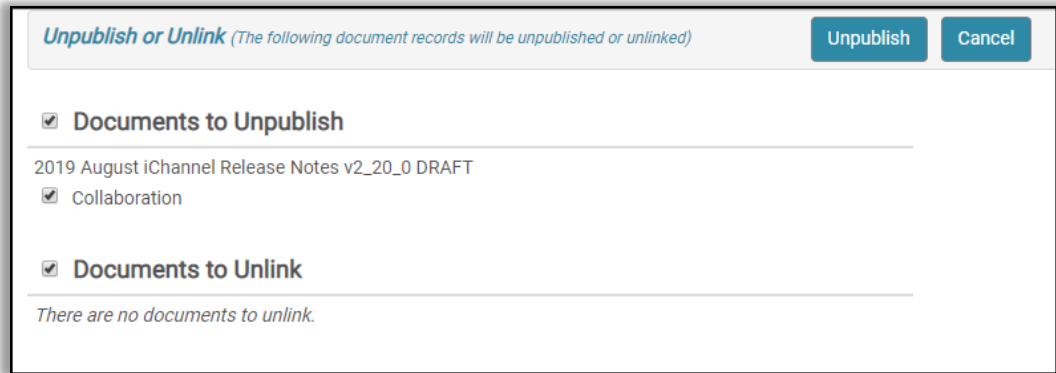 Unpublish or Unlink (The following document records will be unpublished or unlinked)
Unpublish
Cancel
Documents to Unpublish
2019 August iChannel Release Notes v2_20_0 DRAFT
Collaboration
Documents to Unlink
There are no documents to unlink.